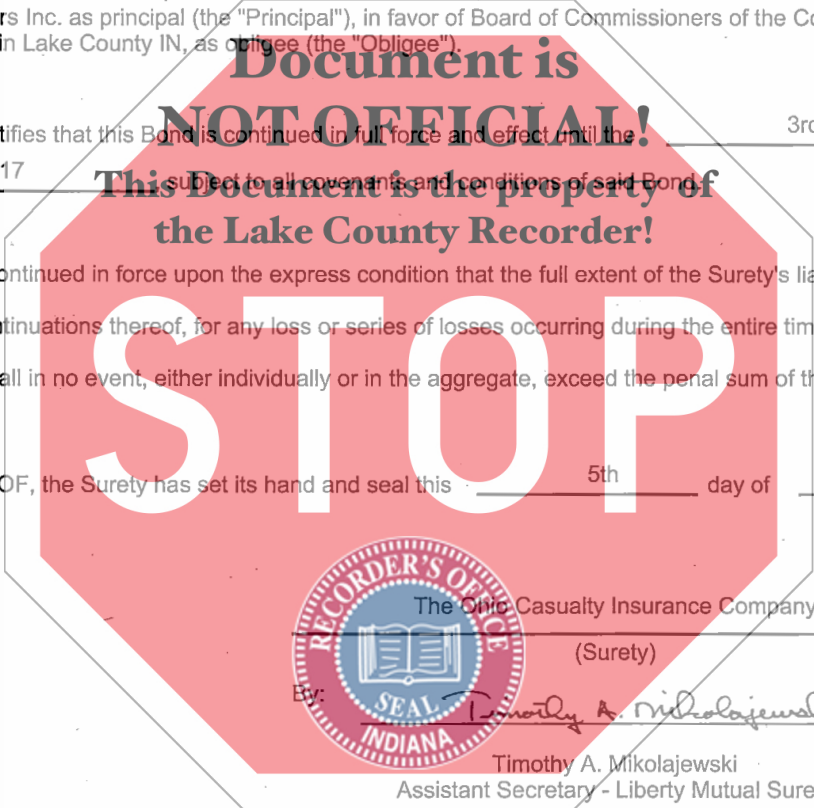 rs Inc. as principal (the "Principal"), in favor of Board of Commissioners of the Co
in Lake County IN, as obligee (the "Obligee").
Document is
NOT OFFICIAL!
tifies that this Bond is continued in full force and effect until the 3rd
17 , subject to all covenants and conditions of said Bond.
This Document is the property of
the Lake County Recorder!
ontinued in force upon the express condition that the full extent of the Surety's lia
tinuations thereof, for any loss or series of losses occurring during the entire tim
all in no event, either individually or in the aggregate, exceed the penal sum of th
STOP
OF, the Surety has set its hand and seal this 5th day of
RECORDER'S OFFICE
SEAL
INDIANA
The Ohio Casualty Insurance Company
(Surety)
By: Timothy A. Mikolajewsk
Timothy A. Mikolajewski
Assistant Secretary - Liberty Mutual Sure